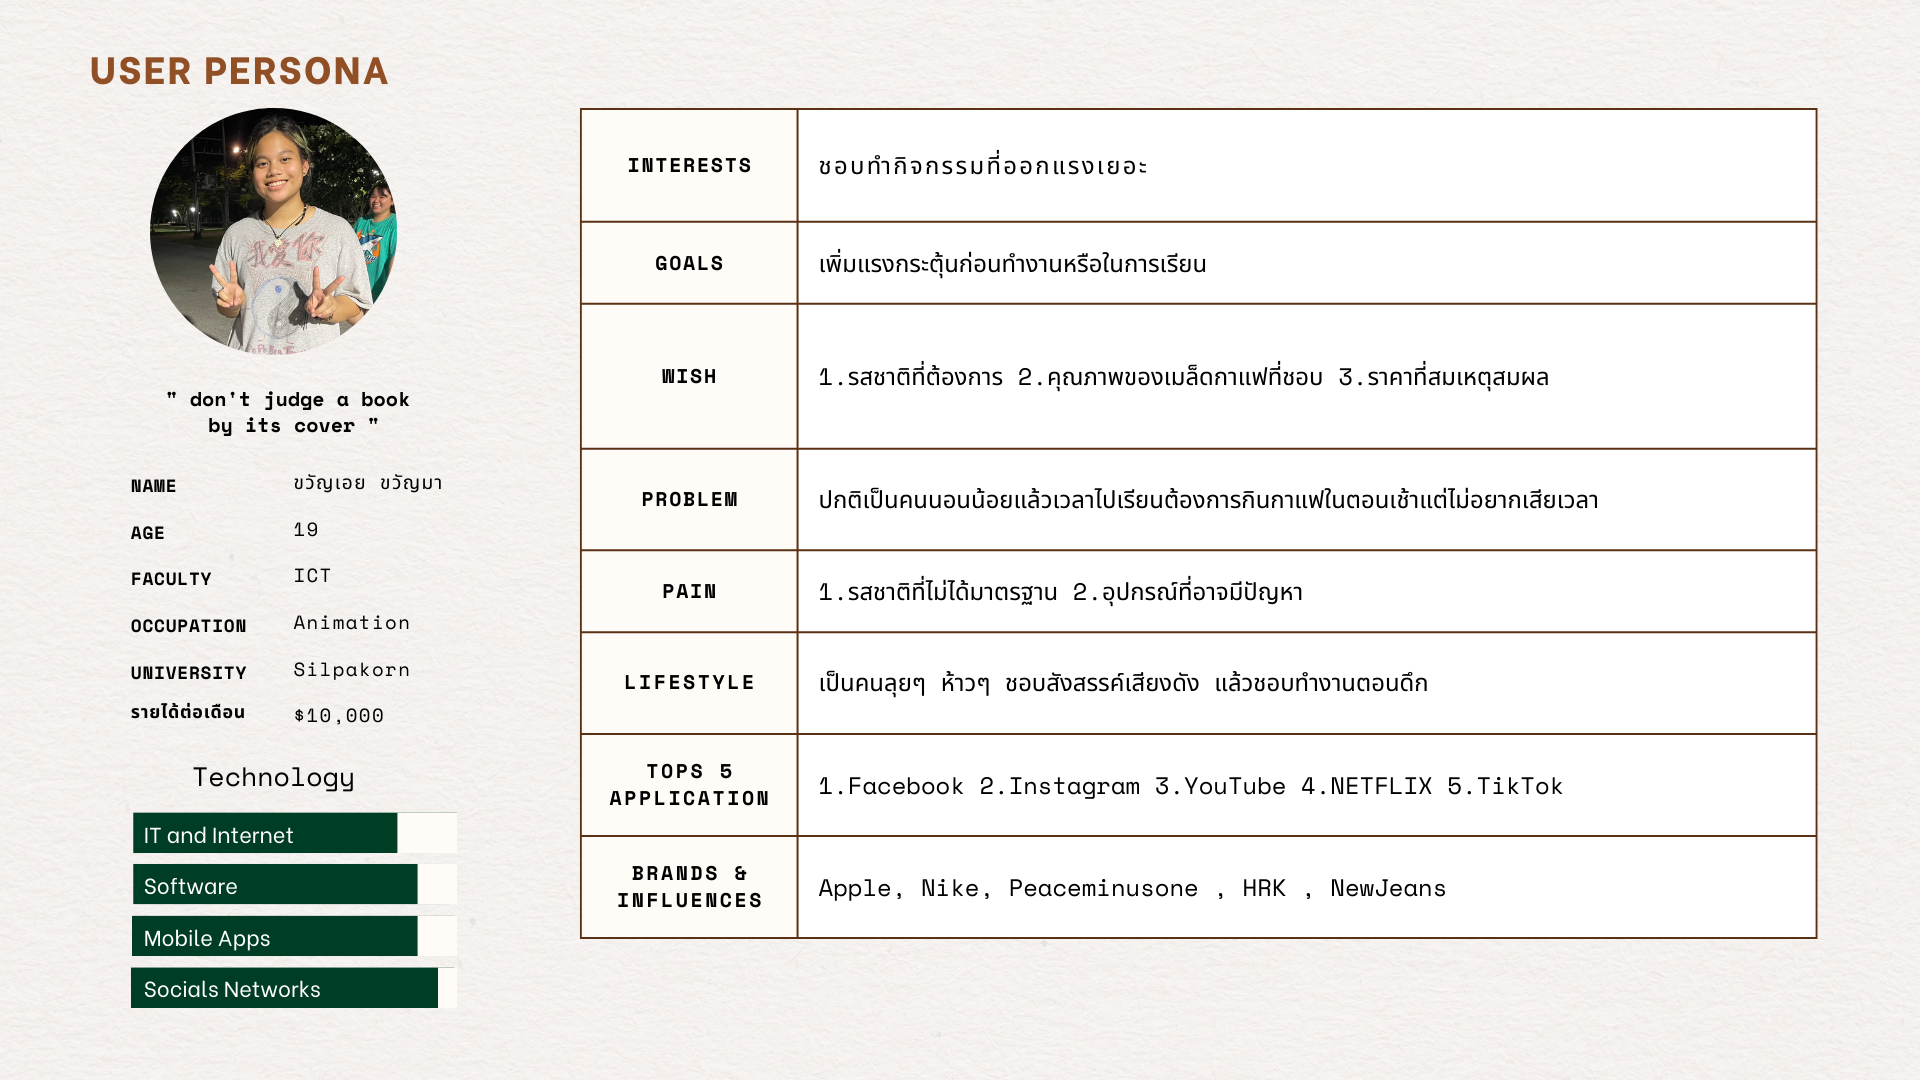 USER PERSONA
我爱你
" don't judge a book
by its cover "
NAME ขวัญเอย ขวัญมา
AGE 19
FACULTY ICT
OCCUPATION Animation
UNIVERSITY Silpakorn
รายได้ต่อเดือน $10,000
Technology
IT and Internet
Software
Mobile Apps
Socials Networks
INTERESTS ชอบทำกิจกรรมที่ออกแรงเยอะ
GOALS เพิ่มแรงกระตุ้นก่อนทำงานหรือในการเรียน
WISH 1.รสชาติที่ต้องการ 2.คุณภาพของเมล็ดกาแฟที่ชอบ 3.ราคาที่สมเหตุสมผล
PROBLEM ปกติเป็นคนนอนน้อยแล้วเวลาไปเรียนต้องการกินกาแฟในตอนเช้าแต่ไม่อยากเสียเวลา
PAIN 1.รสชาติที่ไม่ได้มาตรฐาน 2.อุปกรณ์ที่อาจมีปัญหา
LIFESTYLE เป็นคนลุยๆ ห้าวๆ ชอบสังสรรค์เสียงดัง แล้วชอบทำงานตอนดึก
TOPS 5
APPLICATION
1.Facebook 2.Instagram 3.YouTube 4.NETFLIX 5.TikTok
BRANDS &
INFLUENCES
Apple, Nike, Peaceminusone , HRK , NewJeans